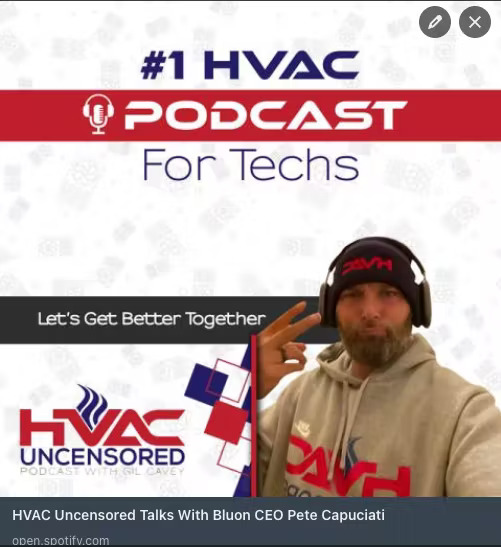 #1 HVAC
PODCAST
For Techs
Let's Get Better Together
HVAC
UNCENSORED
PODCAST WITH GIL CAVEY
HVAC Uncensored Talks With Bluon CEO Pete Capuciati
open.spotify.com